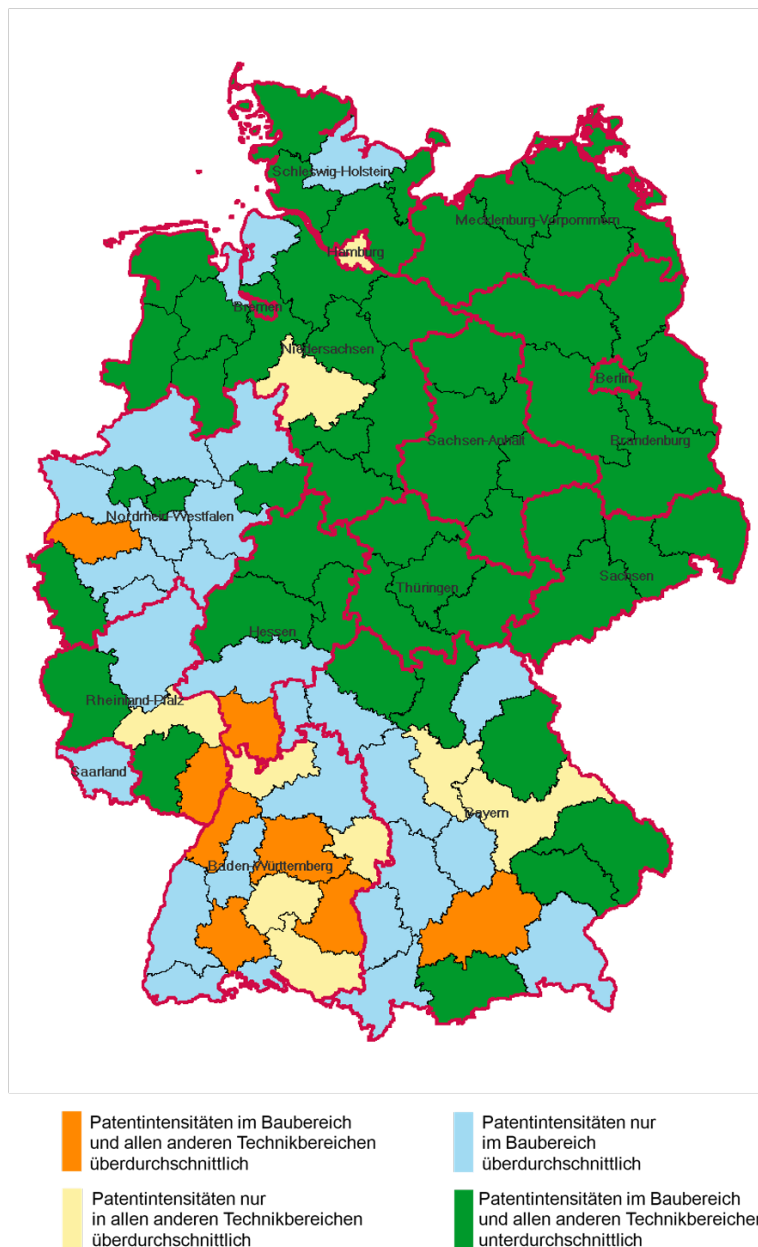 Schleswig-Holstein
Mecklenburg-Vorpommern
Hamburg
Bremen
Niedersachsen
Berlin
Sachsen-Anhalt
Brandenburg
Nordrhein-Westfalen
Thüringen
Sachsen
Hessen
Rheinland-Pfalz
Saarland
Bayern
Baden-Württemberg
Patentintensitäten im Baubereich
und allen anderen Technikbereichen
überdurchschnittlich
Patentintensitäten nur
im Baubereich
überdurchschnittlich
Patentintensitäten nur
in allen anderen Technikbereichen
überdurchschnittlich
Patentintensitäten im Baubereich
und allen anderen Technikbereichen
unterdurchschnittlich